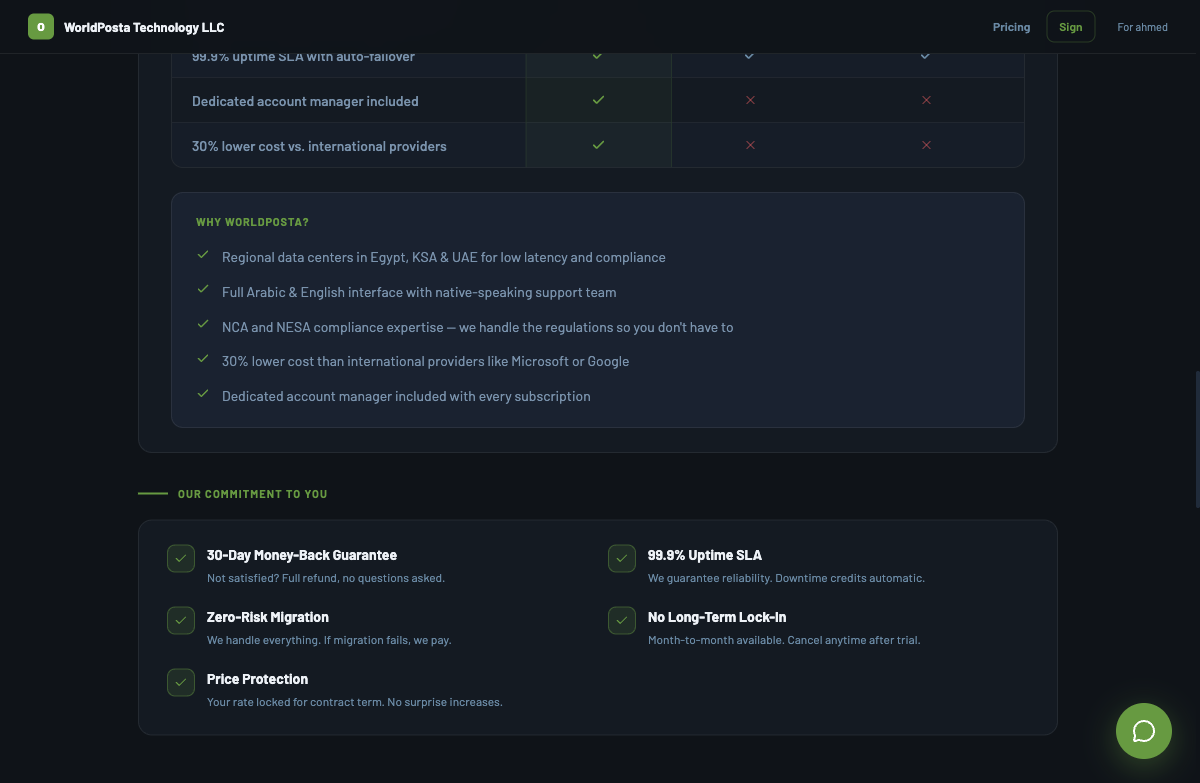 O WorldPosta Technology LLC Pricing Sign For ahmed
99.9% uptime SLA with auto-failover
Dedicated account manager included
30% lower cost vs. international providers
WHY WORLDPOSTA?
Regional data centers in Egypt, KSA & UAE for low latency and compliance
Full Arabic & English interface with native-speaking support team
NCA and NESA compliance expertise — we handle the regulations so you don't have to
30% lower cost than international providers like Microsoft or Google
Dedicated account manager included with every subscription
OUR COMMITMENT TO YOU
30-Day Money-Back Guarantee
Not satisfied? Full refund, no questions asked.
99.9% Uptime SLA
We guarantee reliability. Downtime credits automatic.
Zero-Risk Migration
We handle everything. If migration fails, we pay.
No Long-Term Lock-In
Month-to-month available. Cancel anytime after trial.
Price Protection
Your rate locked for contract term. No surprise increases.